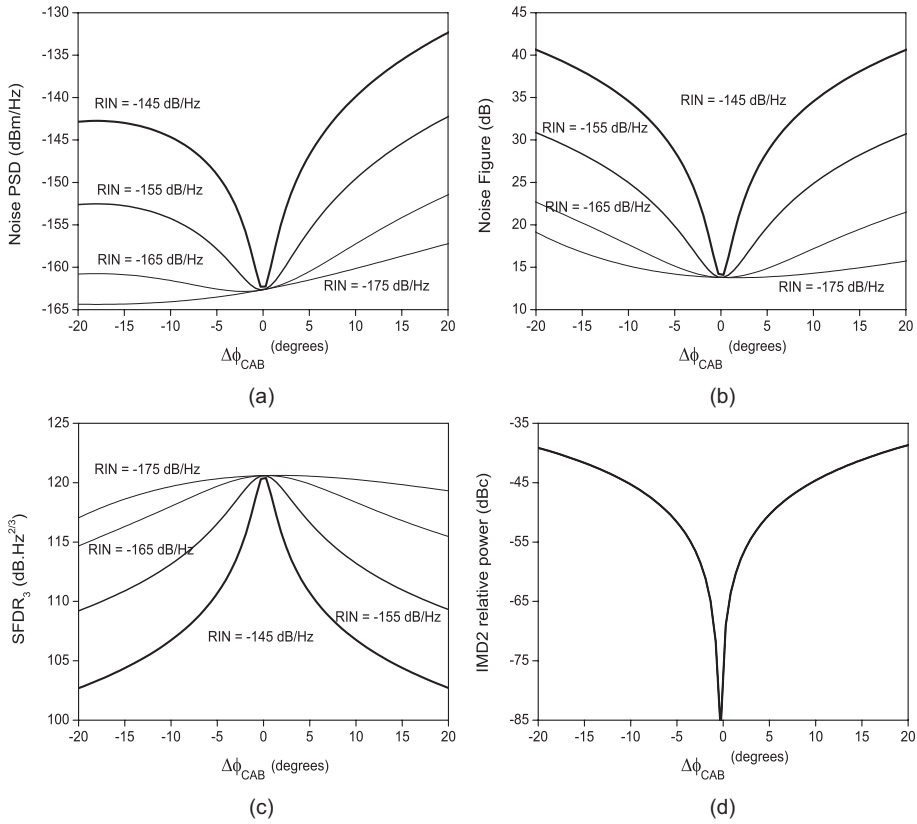 -130
-135
-140
-145
-150
-155
-160
-165
Noise PSD (dBm/Hz)
RIN = -145 dB/Hz
RIN = -155 dB/Hz
RIN = -165 dB/Hz
RIN = -175 dB/Hz
-20 -15 -10 -5 0 5 10 15 20
ΔϕCAB (degrees)
(a)
45
40
35
30
25
20
15
10
Noise Figure (dB)
RIN = -145 dB/Hz
RIN = -155 dB/Hz
RIN = -165 dB/Hz
RIN = -175 dB/Hz
-20 -15 -10 -5 0 5 10 15 20
ΔϕCAB (degrees)
(b)
125
120
115
110
105
100
SFDR3 (dB.Hz2/3)
RIN = -175 dB/Hz
RIN = -165 dB/Hz
RIN = -155 dB/Hz
RIN = -145 dB/Hz
-20 -15 -10 -5 0 5 10 15 20
ΔϕCAB (degrees)
(c)
-35
-45
-55
-65
-75
-85
IMD2 relative power (dBc)
-20 -15 -10 -5 0 5 10 15 20
ΔϕCAB (degrees)
(d)